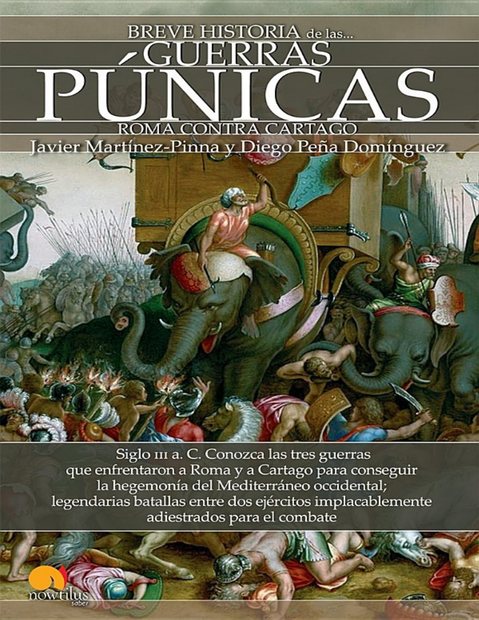 BREVE HISTORIA de las...
GUERRAS
PÚNICAS
ROMA CONTRA CARTAGO
Javier Martínez-Pinna y Diego Peña Domínguez
Siglo III a. C. Conozca las tres guerras
que enfrentaron a Roma y a Cartago para conseguir
la hegemonía del Mediterráneo occidental;
legendarias batallas entre dos ejércitos implacablemente
adiestrados para el combate
nowtilus
saber